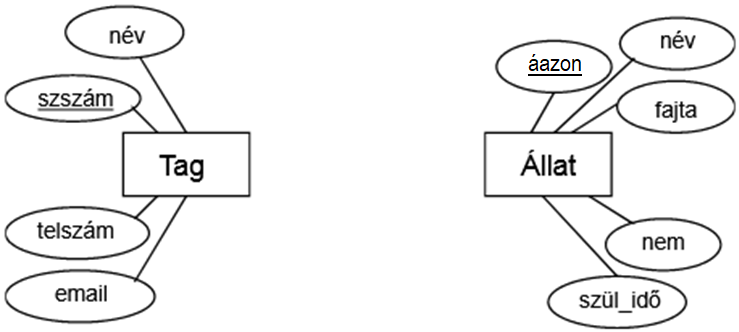 név
szszám
Tag
telszám
email
áazon
név
fajta
Állat
nem
szül_idő